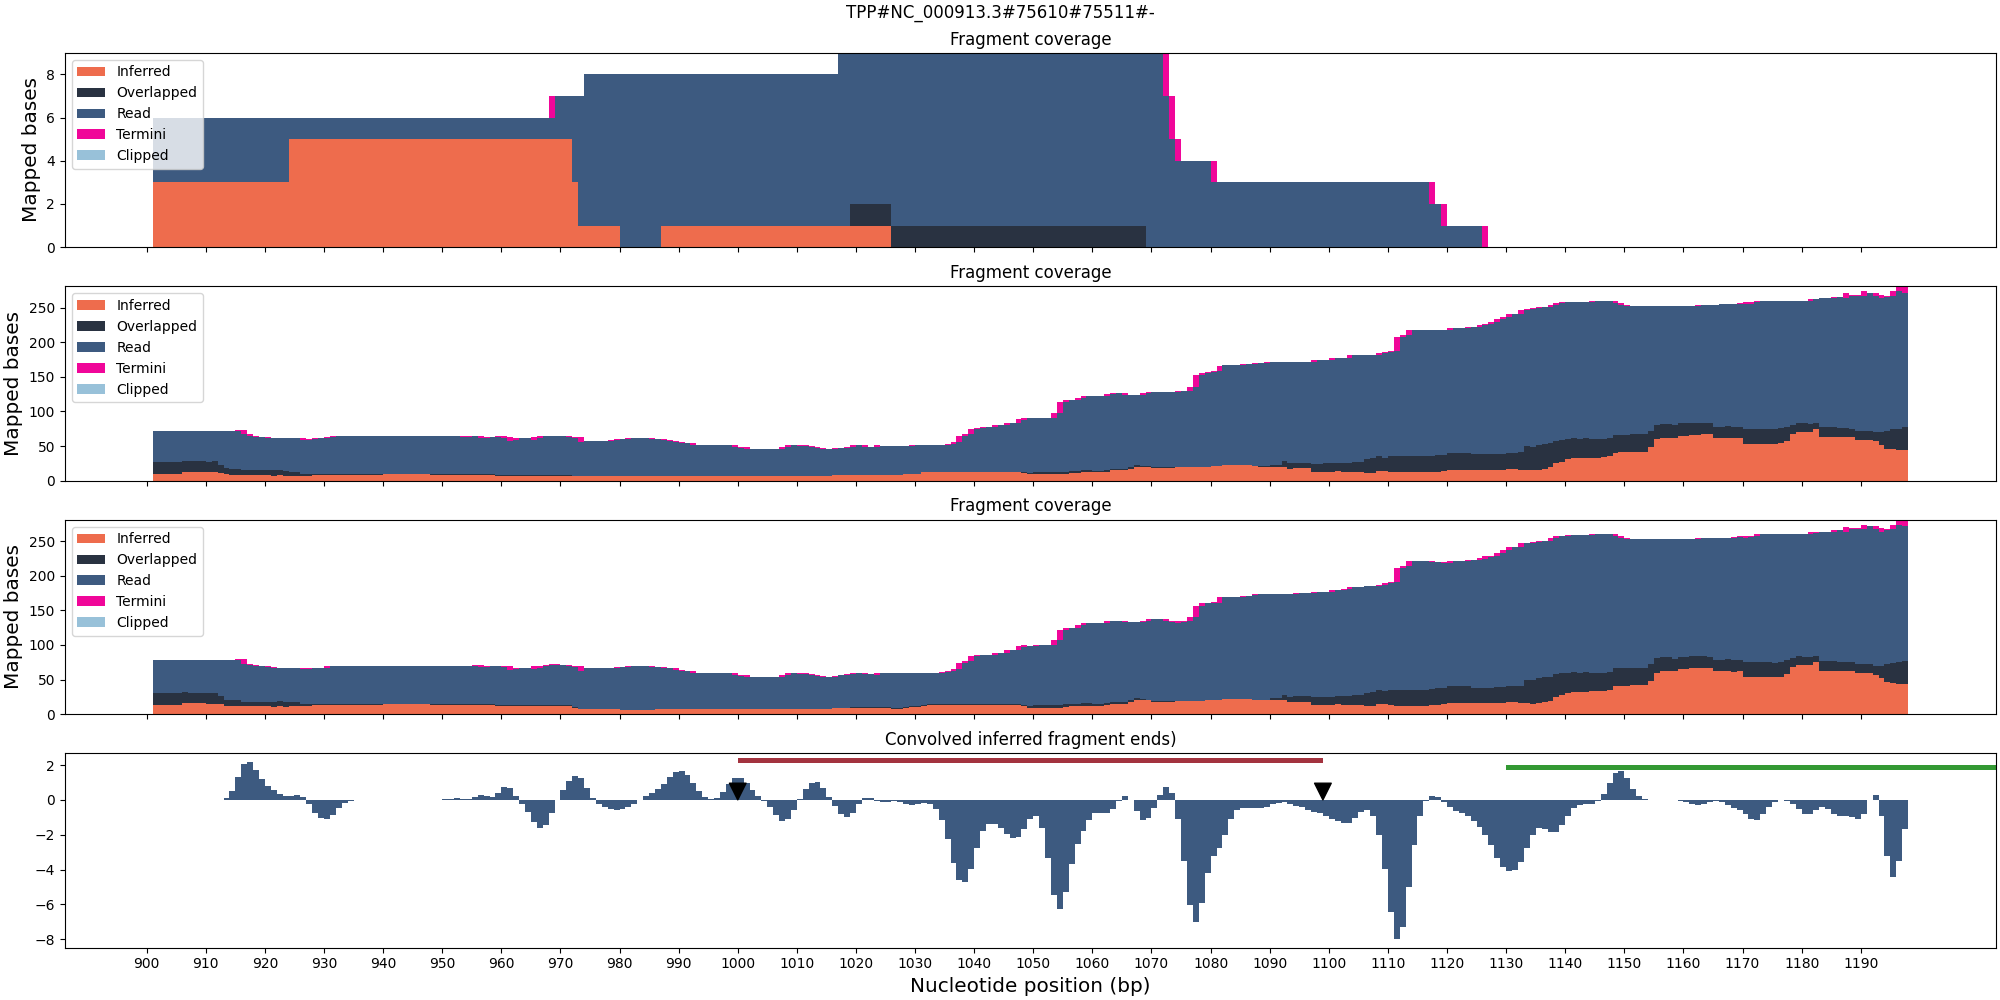 TPP#NC_000913.3#75610#75511#-
Fragment coverage
Mapped bases
8
6
4
2
0
Inferred
Overlapped
Read
Termini
Clipped
Fragment coverage
Mapped bases
250
200
150
100
50
0
Inferred
Overlapped
Read
Termini
Clipped
Fragment coverage
Mapped bases
250
200
150
100
50
0
Inferred
Overlapped
Read
Termini
Clipped
Convolved inferred fragment ends)
2
0
−2
−4
−6
−8
900 910 920 930 940 950 960 970 980 990 1000 1010 1020 1030 1040 1050 1060 1070 1080 1090 1100 1110 1120 1130 1140 1150 1160 1170 1180 1190
Nucleotide position (bp)